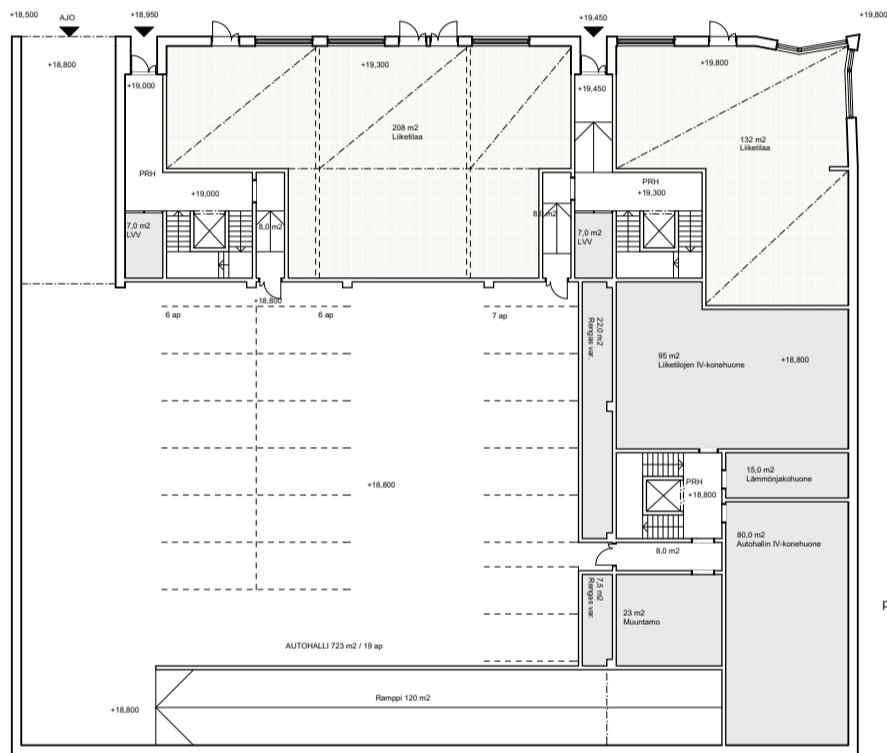 +18,500
AJO
+18,950
+19,450
+19,800
+18,800
+19,300
+19,800
+19,000
+19,450
208 m2
Liiketilaa
132 m2
Liiketilaa
PRH
+19,000
PRH
+19,300
7,0 m2
LVV
8,0 m2
8,0 m2
7,0 m2
LVV
+18,800
6 ap
6 ap
7 ap
22,0 m2
Rengas var.
95 m2
Liiketilojen IV-konehuone
+18,800
15,0 m2
Lämmönjakohuone
PRH
+18,800
+18,800
80,0 m2
Autohallin IV-konehuone
8,0 m2
7,5 m2
Rengas var.
23 m2
Muuntamo
p
AUTOHALLI 723 m2 / 19 ap
Ramppi 120 m2
+18,800